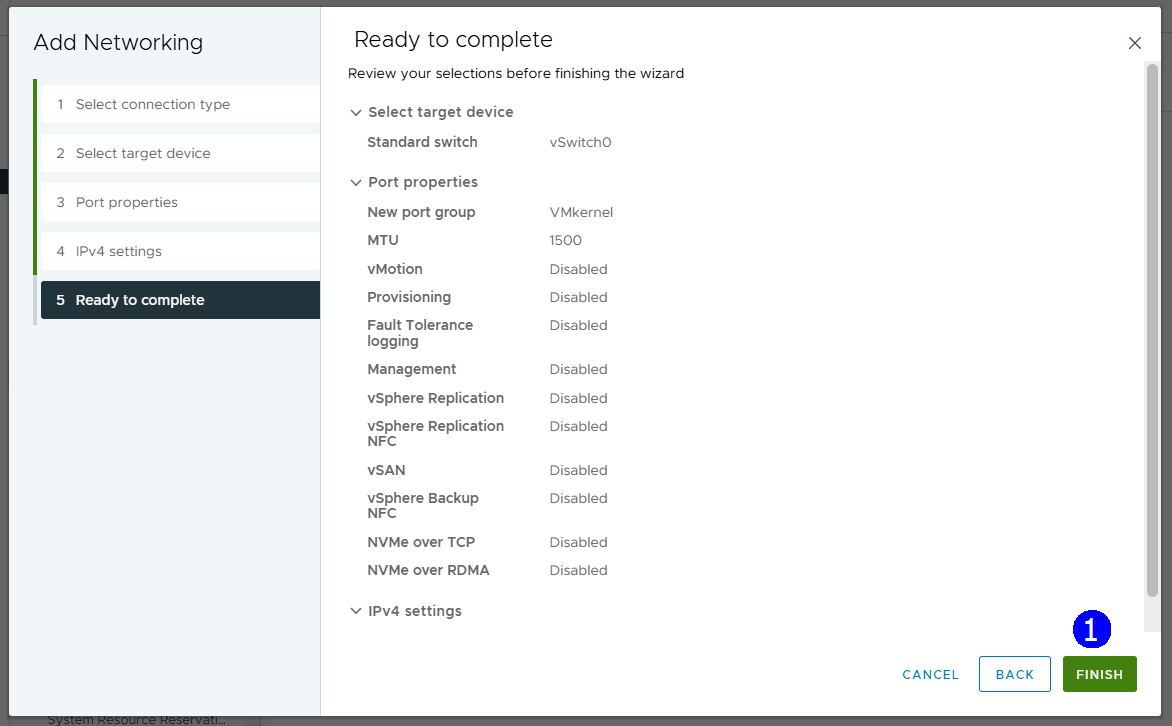 Add Networking
1 Select connection type
2 Select target device
3 Port properties
4 IPv4 settings
5 Ready to complete
Ready to complete
Review your selections before finishing the wizard
Select target device
Standard switch vSwitch0
Port properties
New port group VMkernel
MTU 1500
vMotion Disabled
Provisioning Disabled
Fault Tolerance Disabled
logging
Management Disabled
vSphere Replication Disabled
vSphere Replication Disabled
NFC
vSAN Disabled
vSphere Backup Disabled
NFC
NVMe over TCP Disabled
NVMe over RDMA Disabled
IPv4 settings
1
CANCEL BACK FINISH
System Resource Reservati...